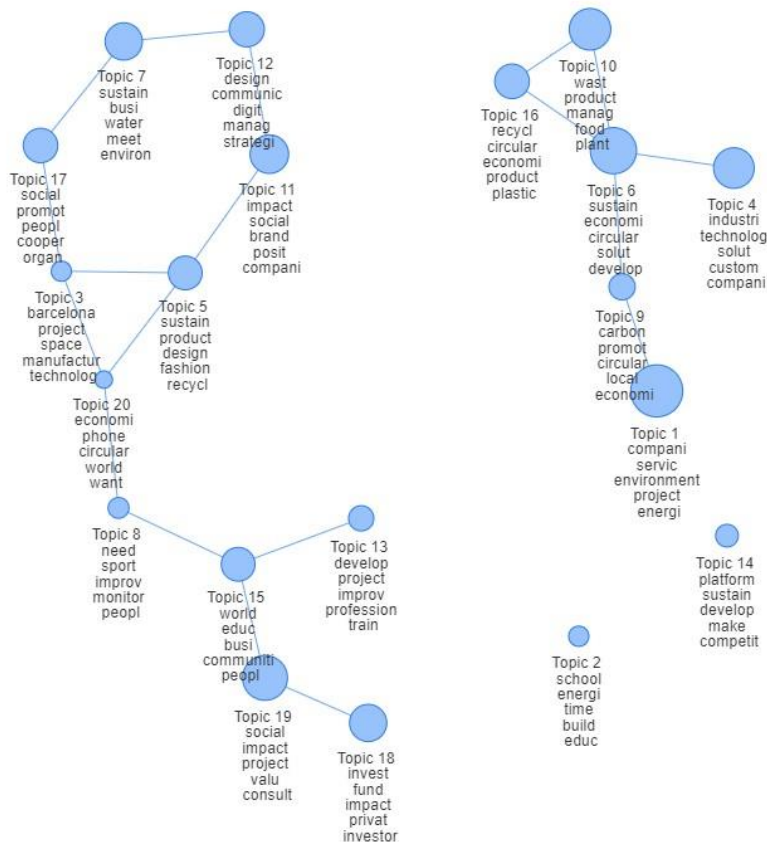 Topic 7
sustain
busi
water
meet
environ
Topic 12
design
communic
digit
manag
strategi
Topic 17
social
promot
peopl
cooper
organ
Topic 11
impact
social
brand
posit
compani
Topic 3
barcelona
project
space
manufactur
technolog
Topic 5
sustain
product
design
fashion
recycl
Topic 20
economi
phone
circular
world
want
Topic 8
need
sport
improv
monitor
peopl
Topic 15
world
educ
busi
communiti
peopl
Topic 13
develop
project
improv
profession
train
Topic 19
social
impact
project
valu
consult
Topic 18
invest
fund
impact
privat
investor
Topic 10
wast
product
manag
food
plant
Topic 16
recycl
circular
economi
product
plastic
Topic 6
sustain
economi
circular
solut
develop
Topic 4
industri
technolog
solut
custom
compani
Topic 9
carbon
promot
circular
local
economi
Topic 1
compani
servic
environment
project
energi
Topic 14
platform
sustain
develop
make
competit
Topic 2
school
energi
time
build
educ